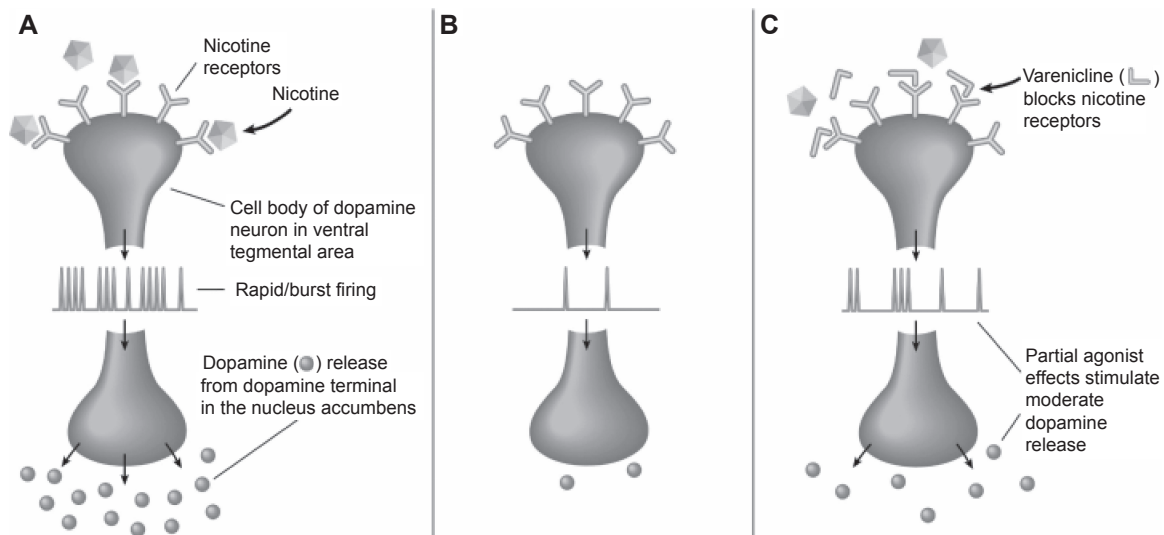 A
Nicotine
receptors
Nicotine
Cell body of dopamine
neuron in ventral
tegmental area
Rapid/burst firing
Dopamine ( ) release
from dopamine terminal
in the nucleus accumbens
B
C
Varenicline ( )
blocks nicotine
receptors
Partial agonist
effects stimulate
moderate
dopamine
release